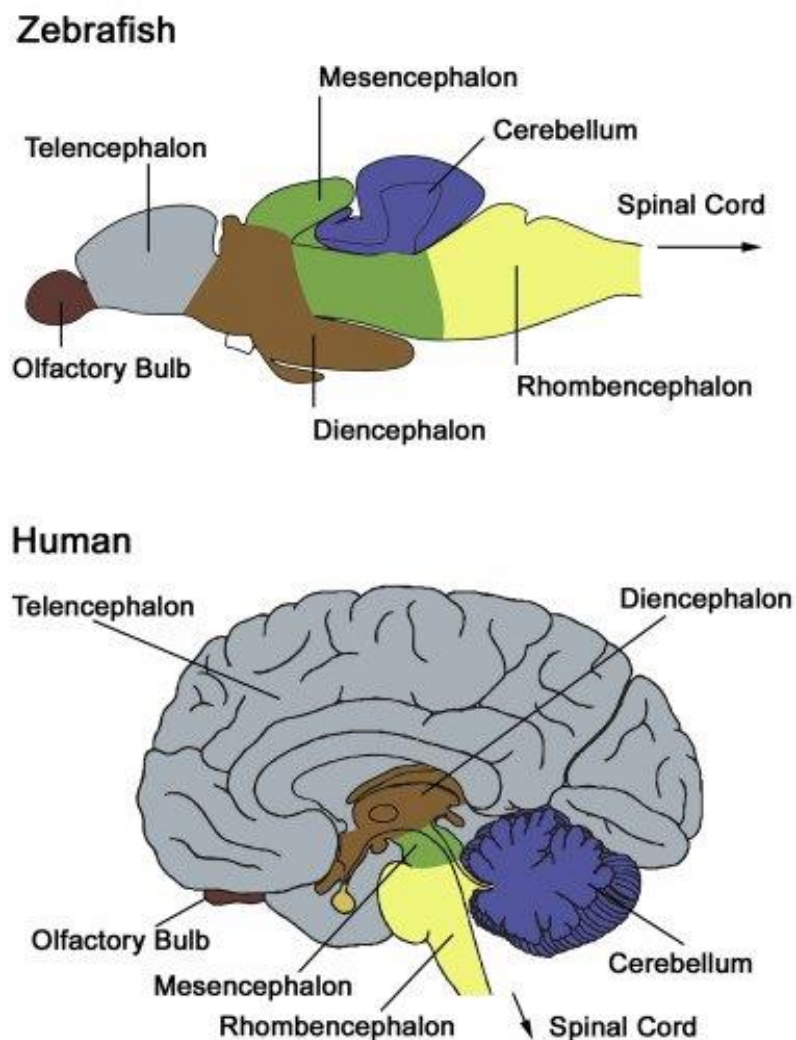 Zebrafish
Mesencephalon
Cerebellum
Telencephalon
Spinal Cord
Olfactory Bulb
Rhombencephalon
Diencephalon
Human
Telencephalon
Diencephalon
Olfactory Bulb
Cerebellum
Mesencephalon
Rhombencephalon
Spinal Cord